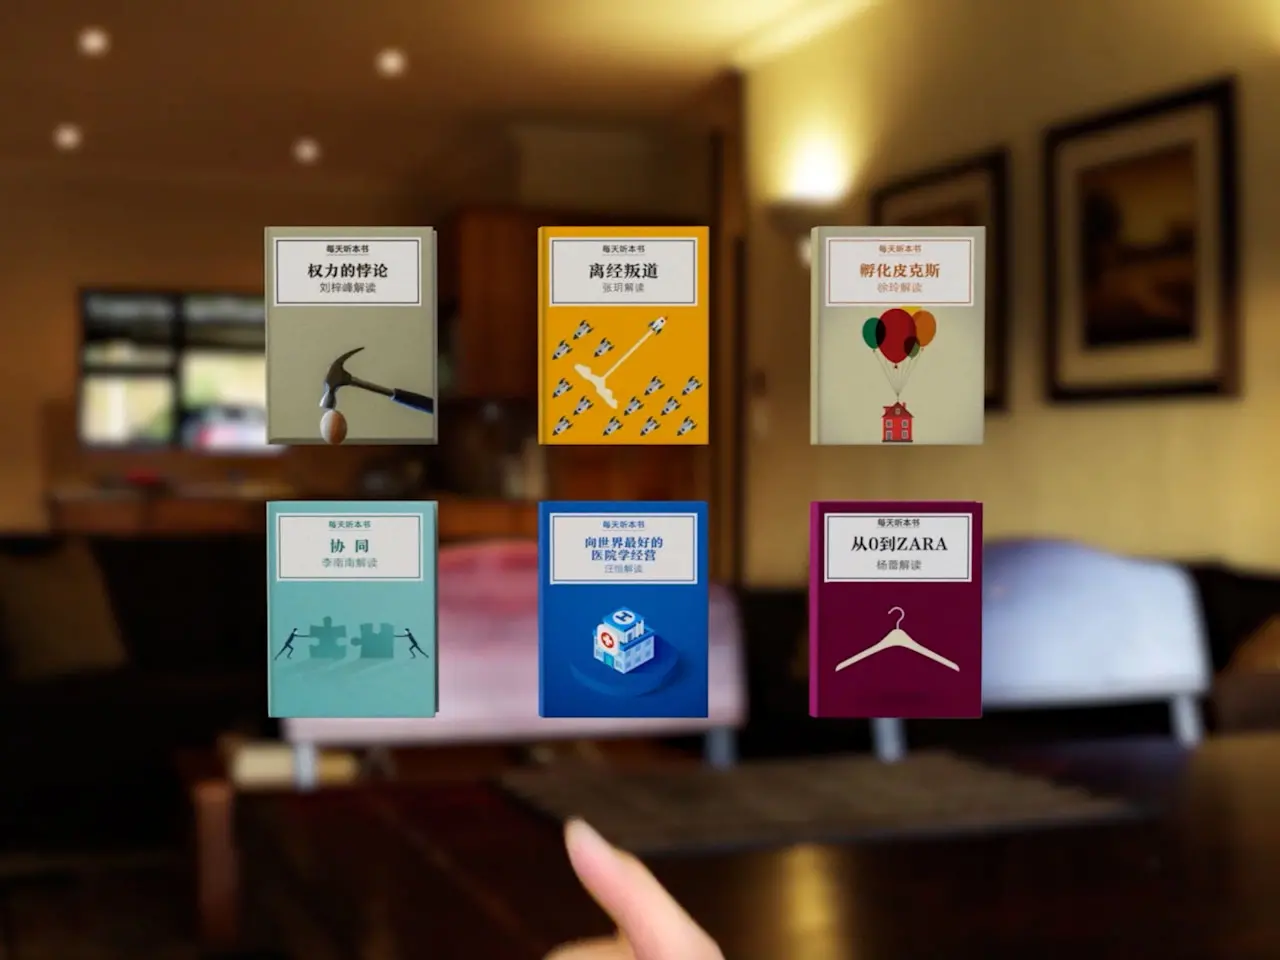 每天听本书
权力的悖论
刘梓峰解读
每天听本书
离经叛道
张玥解读
每天听本书
孵化皮克斯
徐玲解读
每天听本书
协 同
李南南解读
每天听本书
向世界最好的
医院学经营
汪恒解读
每天听本书
从0到ZARA
杨蕾解读
H